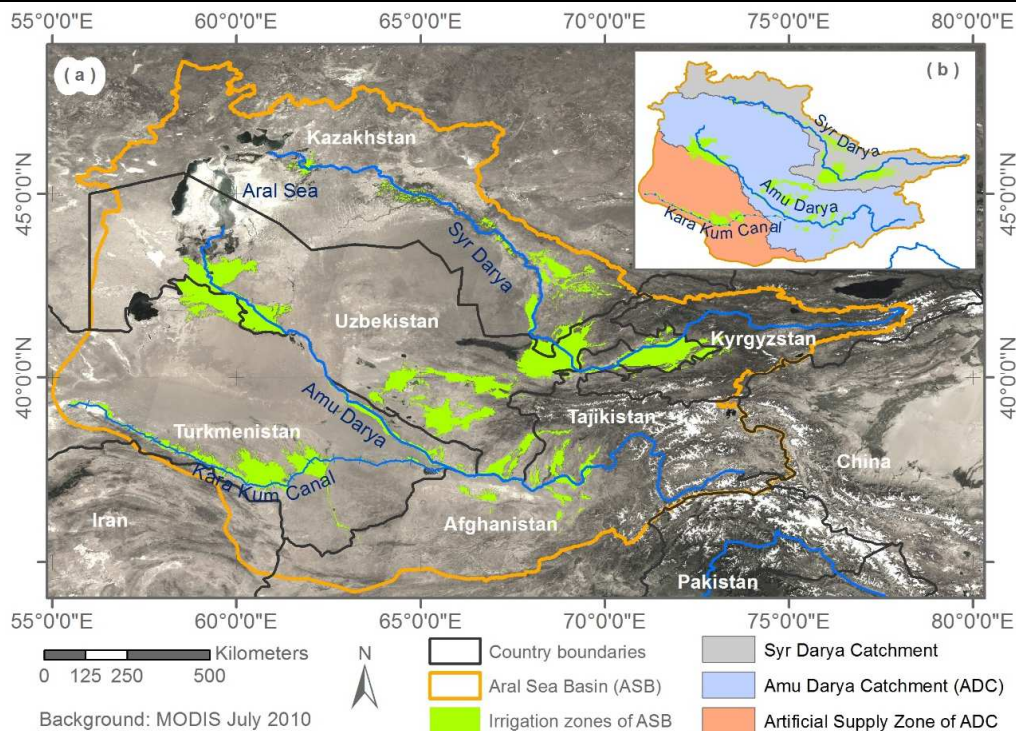 55°0'0"E 60°0'0"E 65°0'0"E 70°0'0"E 75°0'0"E 80°0'0"E
( a )
( b )
Kazakhstan
Syr Darya
Amu Darya
Kara Kum Canal
45°0'0"N
45°0'0"N
Aral Sea
Syr Darya
Uzbekistan
Kyrgyzstan
40°0'0"N
40°0'0"N
Amu Darya
Tajikistan
Turkmenistan
China
Kara Kum Canal
Iran
Afghanistan
Pakistan
55°0'0"E 60°0'0"E 65°0'0"E 70°0'0"E 75°0'0"E 80°0'0"E
Kilometers
0 125 250 500
N
Background: MODIS July 2010
Country boundaries
Aral Sea Basin (ASB)
Irrigation zones of ASB
Syr Darya Catchment
Amu Darya Catchment (ADC)
Artificial Supply Zone of ADC